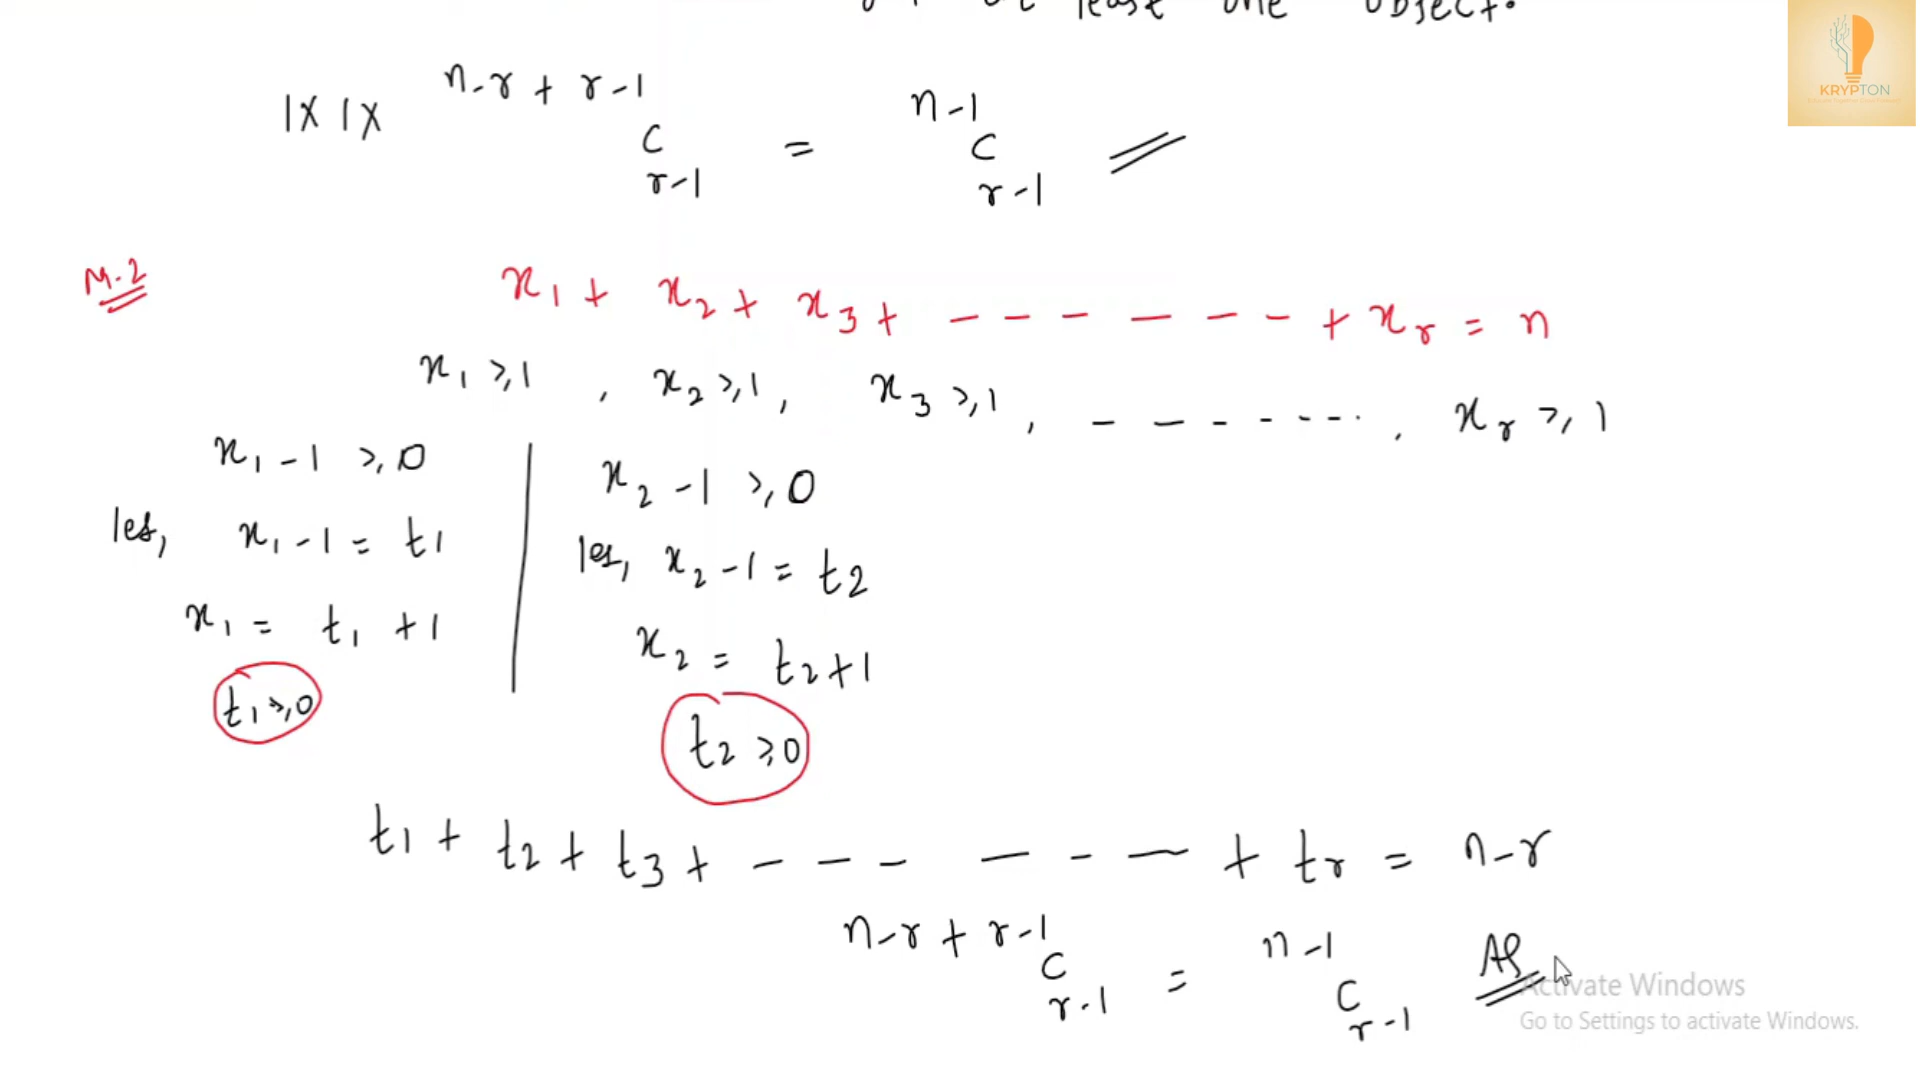 at least one object.
KRYPTON
1 × 1 × n-r+r-1 C r-1 = n-1 C r-1
M.2
x1 + x2 + x3 + - - - - - - + xr = n
x1 ≥ 1 , x2 ≥ 1 , x3 ≥ 1 , - - - - - - - . , xr ≥ 1
x1 - 1 ≥ 0
x1 - 1 = t1
x1 = t1 + 1
t1 ≥ 0
x2 - 1 ≥ 0
x2 - 1 = t2
x2 = t2 + 1
t2 ≥ 0
t1 + t2 + t3 + - - - - - - + tr = n-r
n-r+r-1 C r-1 = n-1 C r-1
Activate Windows
Go to Settings to activate Windows.